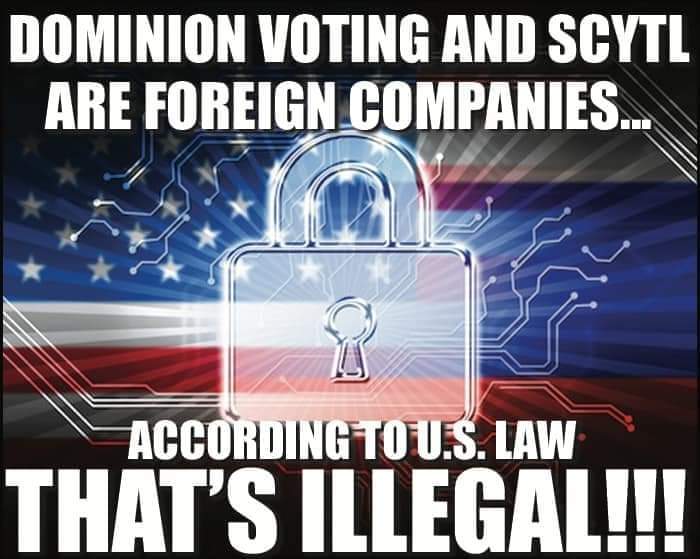 DOMINION VOTING AND SCYTL
ARE FOREIGN COMPANIES...
ACCORDING TO U.S. LAW
THAT'S ILLEGAL!!!